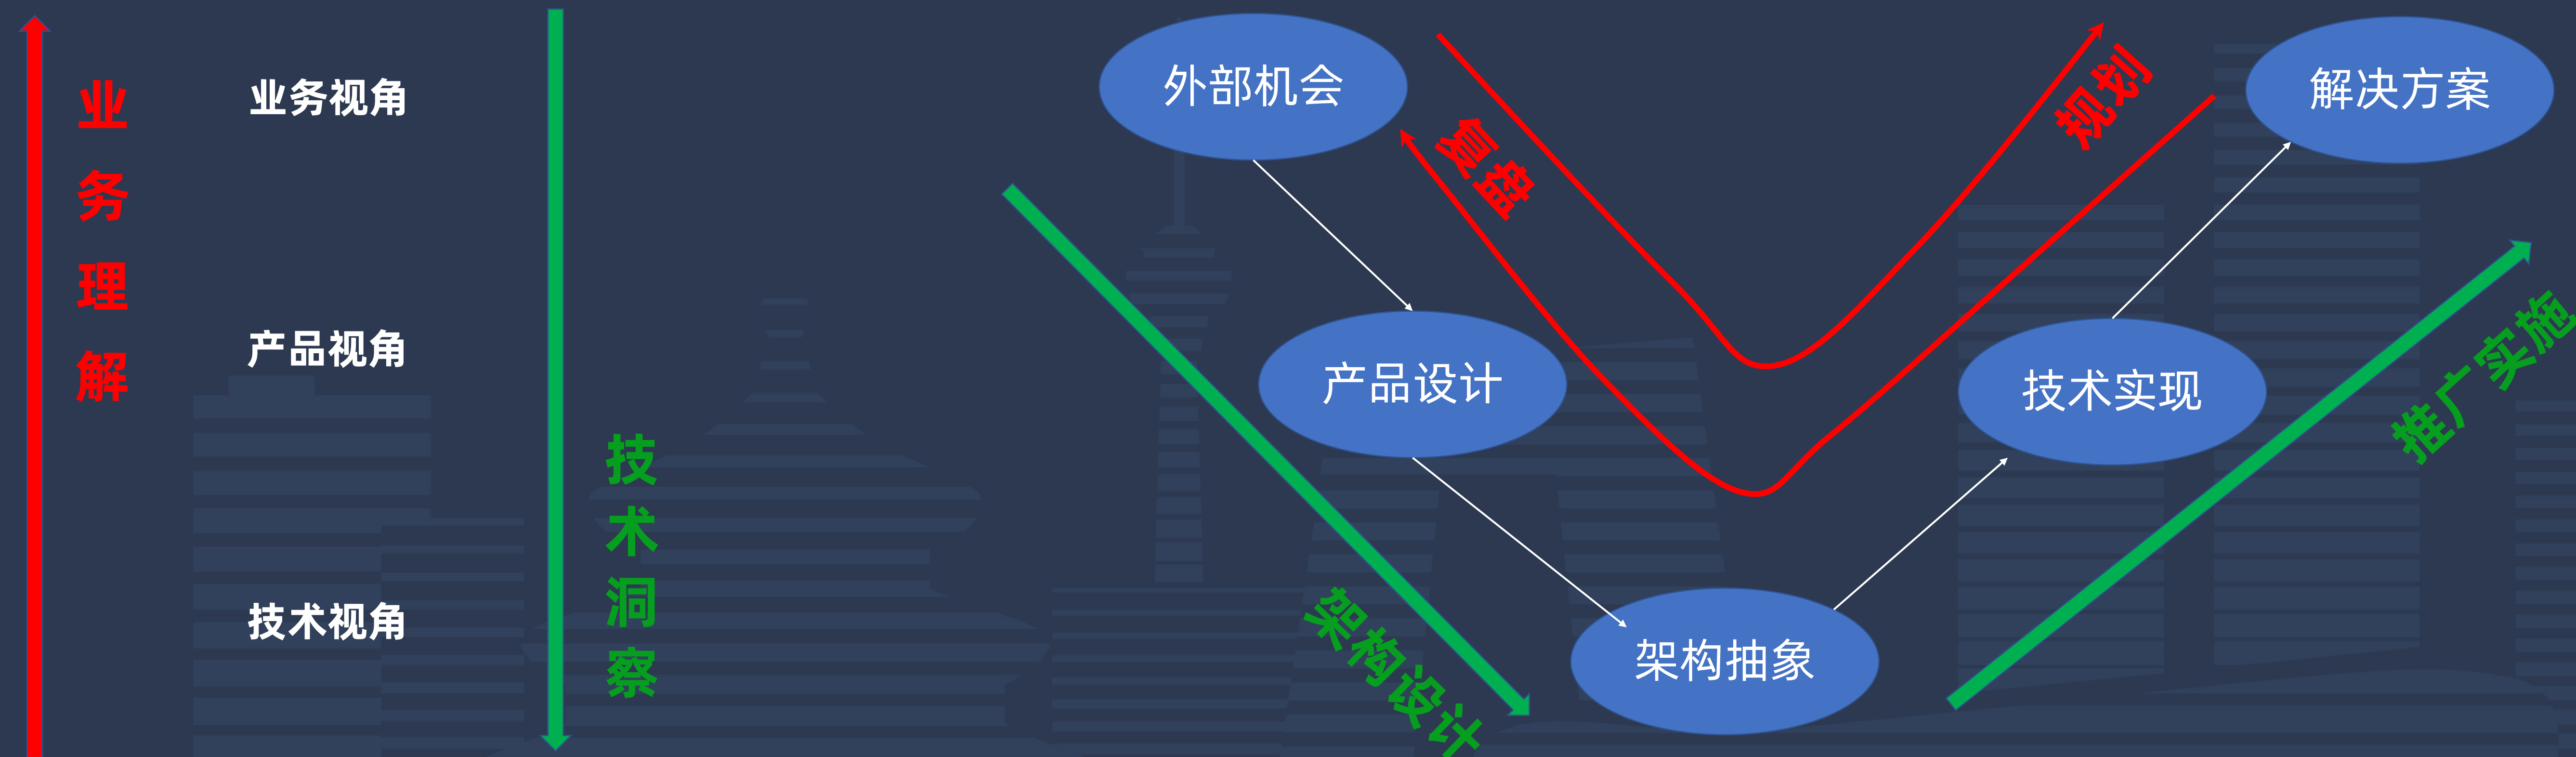 业务理解
业务视角
产品视角
技术视角
技术洞察
外部机会
产品设计
架构抽象
技术实现
解决方案
复盘
规划
架构设计
推广实施